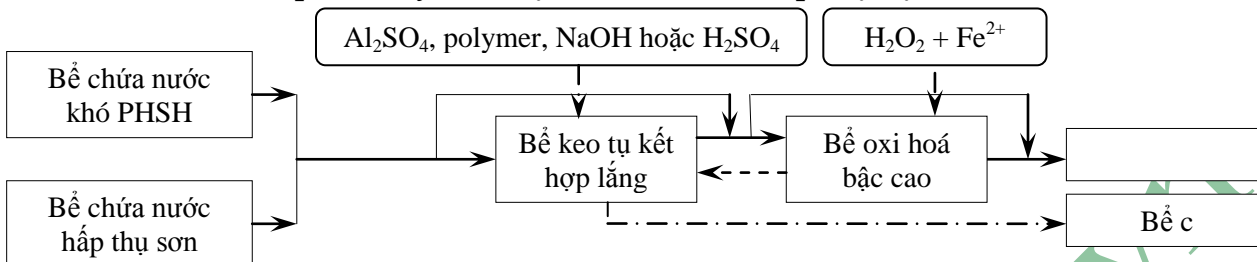 Al₂SO₄, polymer, NaOH hoặc H₂SO₄
H₂O₂ + Fe²⁺
Bể chứa nước
khó PHSH
Bể keo tụ kết
hợp lắng
Bể oxi hoá
bậc cao
Bể chứa nước
hấp thụ sơn
Bể c